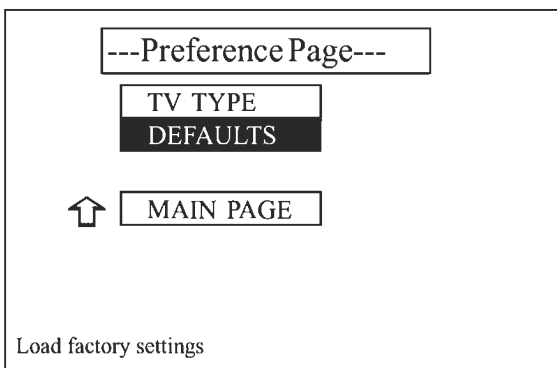 ---Preference Page---
TV TYPE
DEFAULTS
MAIN PAGE
Load factory settings